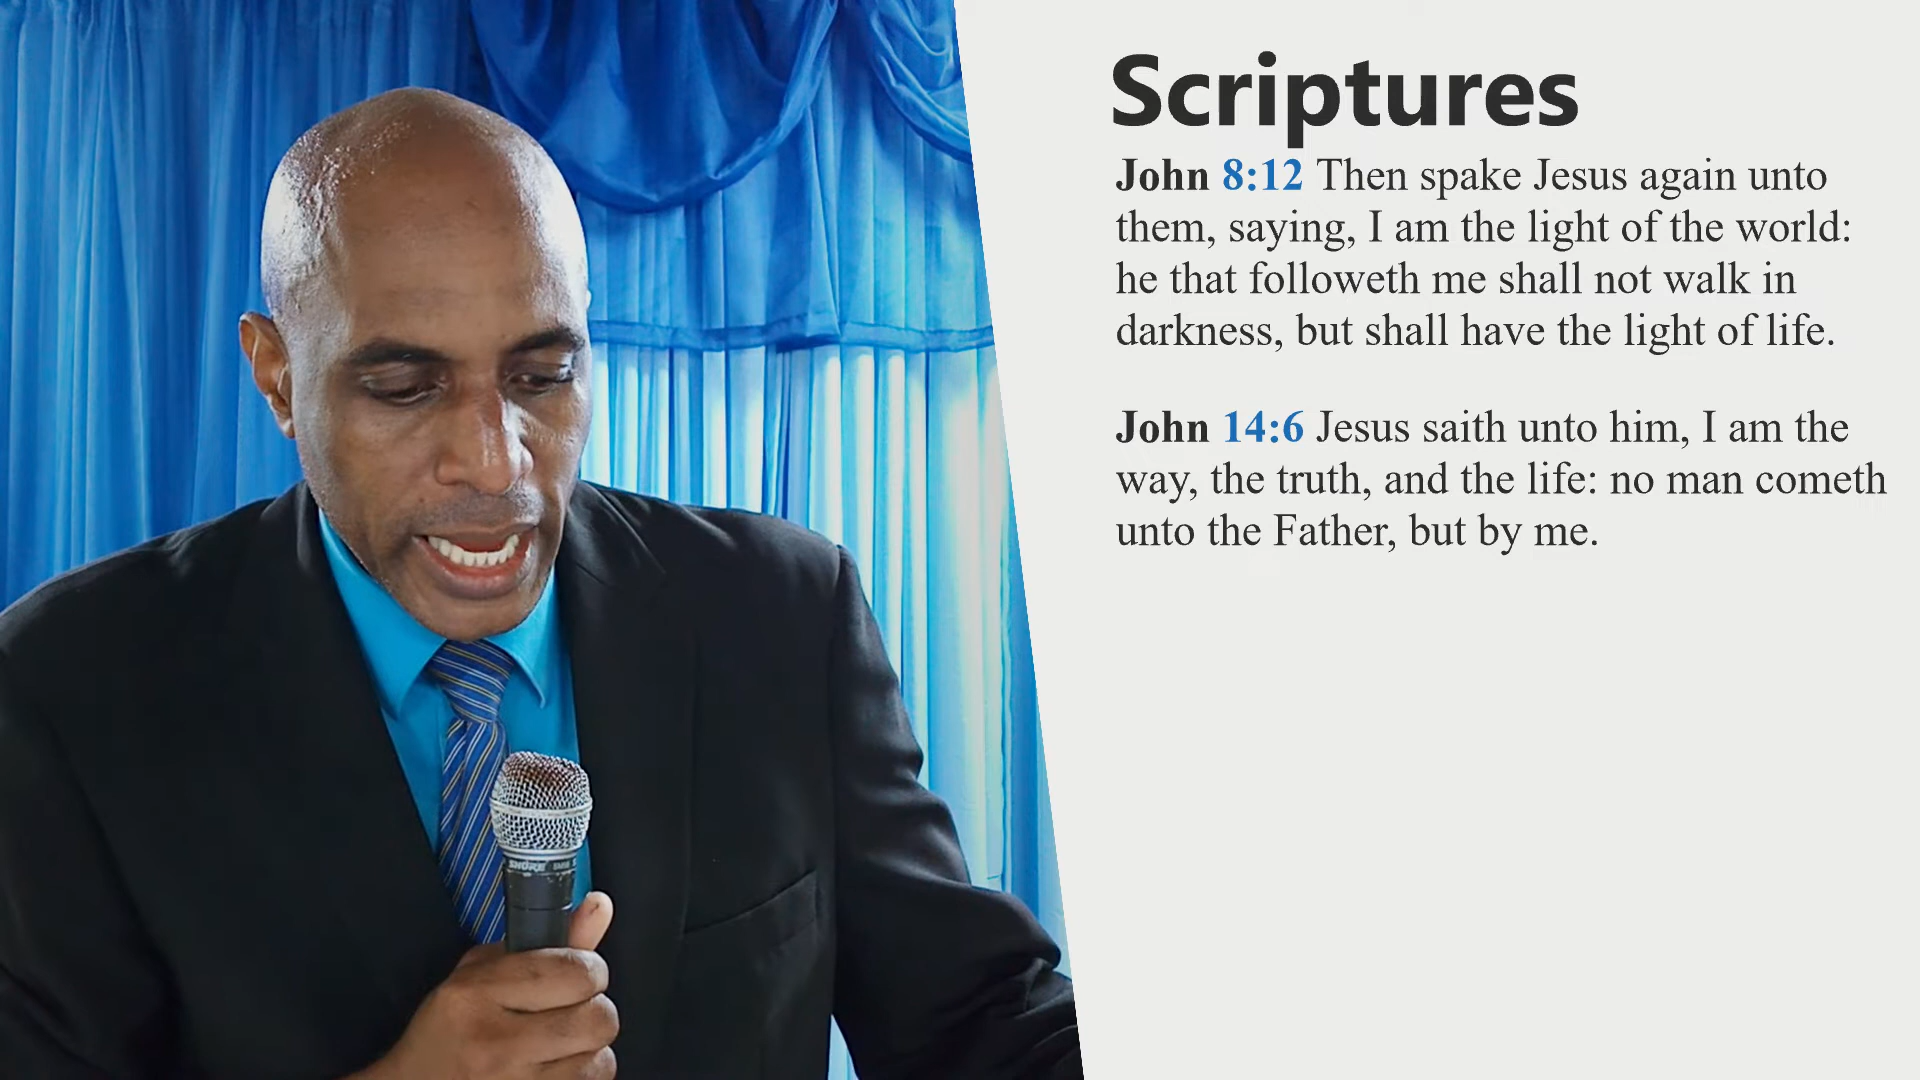 Scriptures
John 8:12 Then spake Jesus again unto
them, saying, I am the light of the world:
he that followeth me shall not walk in
darkness, but shall have the light of life.
John 14:6 Jesus saith unto him, I am the
way, the truth, and the life: no man cometh
unto the Father, but by me.
SHURE